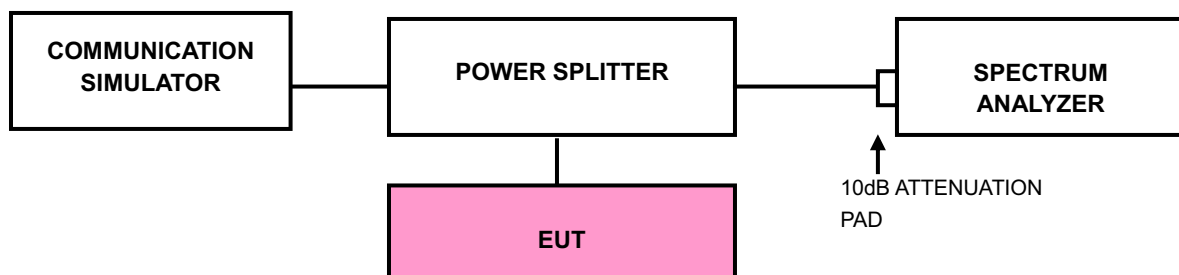 COMMUNICATION
SIMULATOR
POWER SPLITTER
SPECTRUM
ANALYZER
10dB ATTENUATION
PAD
EUT